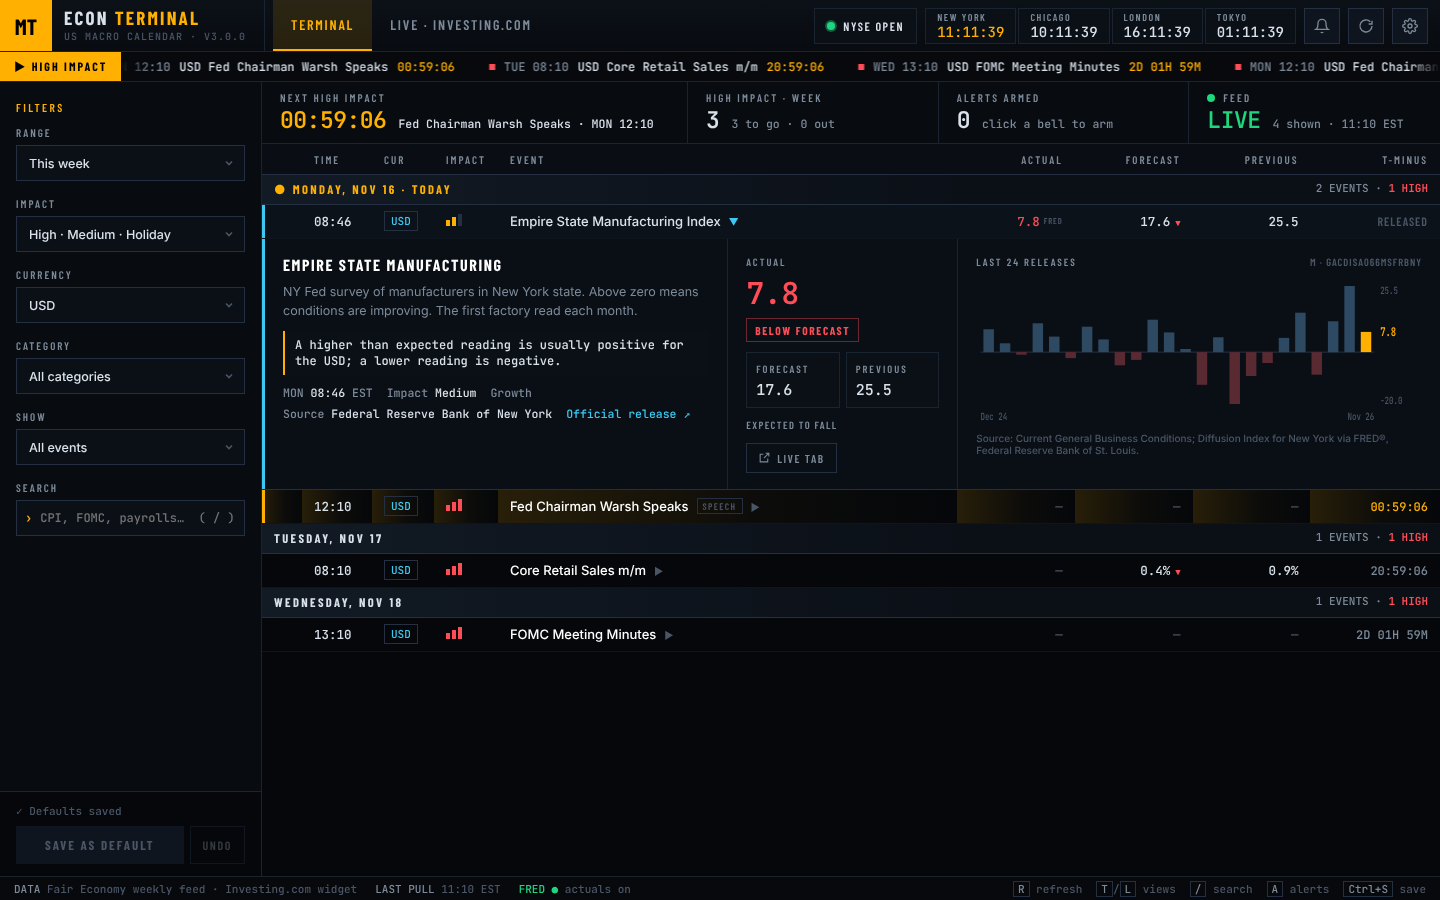 MT
ECON TERMINAL
US MACRO CALENDAR · V3.0.0
TERMINAL
LIVE · INVESTING.COM
NYSE OPEN
NEW YORK
11:11:39
CHICAGO
10:11:39
LONDON
16:11:39
TOKYO
01:11:39
▶ HIGH IMPACT
12:10 USD Fed Chairman Warsh Speaks 00:59:06 ■ TUE 08:10 USD Core Retail Sales m/m 20:59:06 ■ WED 13:10 USD FOMC Meeting Minutes 2D 01H 59M ■ MON 12:10 USD Fed Chairman
FILTERS
RANGE
This week
IMPACT
High · Medium · Holiday
CURRENCY
USD
CATEGORY
All categories
SHOW
All events
SEARCH
› CPI, FOMC, payrolls… ( / )
✓ Defaults saved
SAVE AS DEFAULT
UNDO
NEXT HIGH IMPACT
00:59:06 Fed Chairman Warsh Speaks · MON 12:10
HIGH IMPACT · WEEK
3 3 to go · 0 out
ALERTS ARMED
0 click a bell to arm
FEED
LIVE 4 shown · 11:10 EST
TIME CUR IMPACT EVENT ACTUAL FORECAST PREVIOUS T-MINUS
MONDAY, NOV 16 · TODAY 2 EVENTS · 1 HIGH
08:46 USD Empire State Manufacturing Index ▼ 7.8 FRED 17.6 ▼ 25.5 RELEASED
EMPIRE STATE MANUFACTURING
NY Fed survey of manufacturers in New York state. Above zero means
conditions are improving. The first factory read each month.
A higher than expected reading is usually positive for
the USD; a lower reading is negative.
MON 08:46 EST Impact Medium Growth
Source Federal Reserve Bank of New York Official release ↗
ACTUAL
7.8
BELOW FORECAST
FORECAST
17.6
PREVIOUS
25.5
EXPECTED TO FALL
LIVE TAB
LAST 24 RELEASES M · GACDISA066MSFRBNY
25.5
7.8
-20.0
Dec 24 Nov 26
Source: Current General Business Conditions; Diffusion Index for New York via FRED®,
Federal Reserve Bank of St. Louis.
12:10 USD Fed Chairman Warsh Speaks SPEECH ▶ — — — 00:59:06
TUESDAY, NOV 17 1 EVENTS · 1 HIGH
08:10 USD Core Retail Sales m/m ▶ — 0.4% ▼ 0.9% 20:59:06
WEDNESDAY, NOV 18 1 EVENTS · 1 HIGH
13:10 USD FOMC Meeting Minutes ▶ — — — 2D 01H 59M
DATA Fair Economy weekly feed · Investing.com widget LAST PULL 11:10 EST FRED ● actuals on R refresh T/L views / search A alerts Ctrl+S save